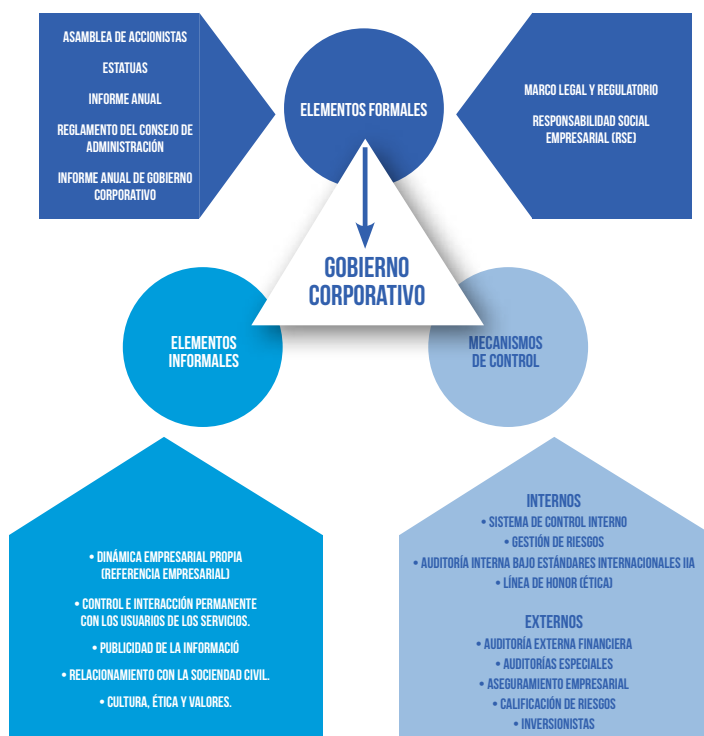 ASAMBLEA DE ACCIONISTAS
ESTATUAS
INFORME ANUAL
REGLAMENTO DEL CONSEJO DE
ADMINISTRACIÓN
INFORME ANUAL DE GOBIERNO
CORPORATIVO
ELEMENTOS FORMALES
MARCO LEGAL Y REGULATORIO
RESPONSABILIDAD SOCIAL
EMPRESARIAL (RSE)
GOBIERNO
CORPORATIVO
ELEMENTOS
INFORMALES
MECANISMOS
DE CONTROL
• DINÁMICA EMPRESARIAL PROPIA
(REFERENCIA EMPRESARIAL)
• CONTROL E INTERACCIÓN PERMANENTE
CON LOS USUARIOS DE LOS SERVICIOS.
• PUBLICIDAD DE LA INFORMACIÓ
• RELACIONAMIENTO CON LA SOCIENDAD CIVIL.
• CULTURA, ÉTICA Y VALORES.
INTERNOS
• SISTEMA DE CONTROL INTERNO
• GESTIÓN DE RIESGOS
• AUDITORÍA INTERNA BAJO ESTÁNDARES INTERNACIONALES IIA
• LÍNEA DE HONOR (ÉTICA)
EXTERNOS
• AUDITORÍA EXTERNA FINANCIERA
• AUDITORÍAS ESPECIALES
• ASEGURAMIENTO EMPRESARIAL
• CALIFICACIÓN DE RIESGOS
• INVERSIONISTAS